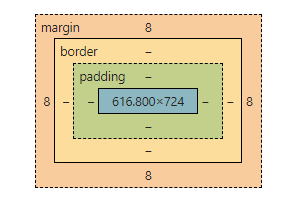 margin 8
border –
padding –
8 – – 616.800×724 – – 8
–
–
8